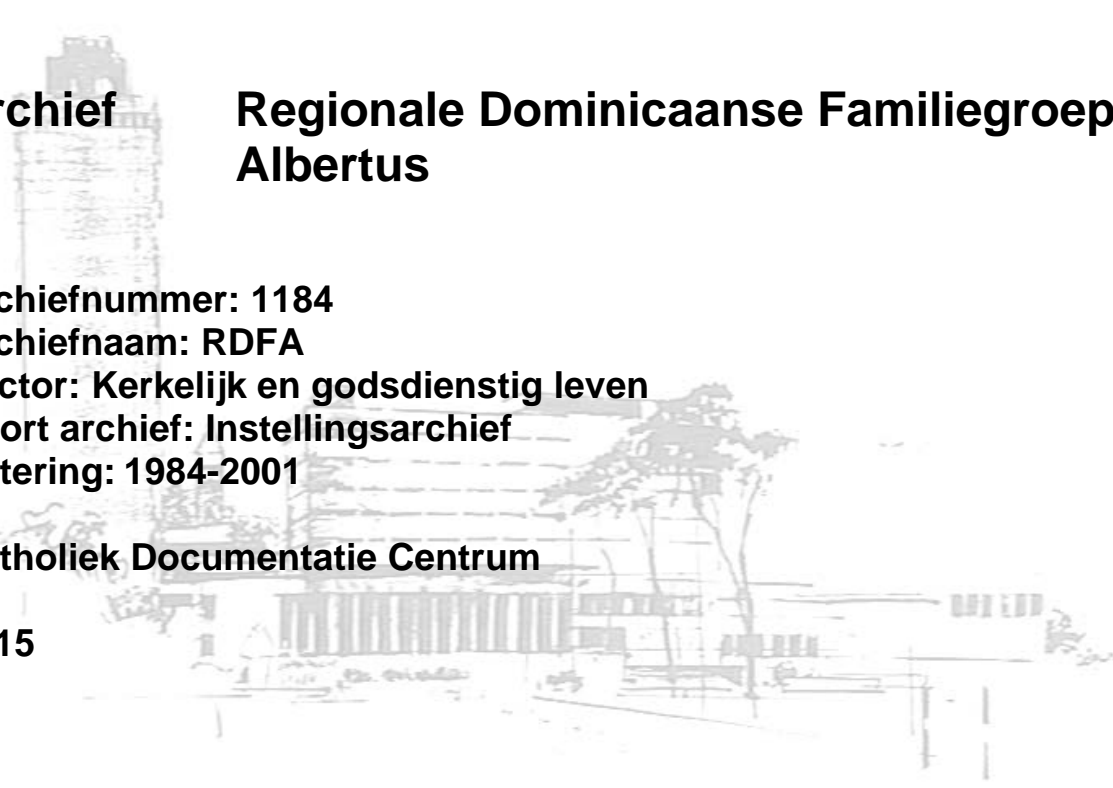 rchief Regionale Dominicaanse Familiegroep
Albertus
chiefnummer: 1184
chiefnaam: RDFA
ctor: Kerkelijk en godsdienstig leven
ort archief: Instellingsarchief
tering: 1984-2001
tholiek Documentatie Centrum
15